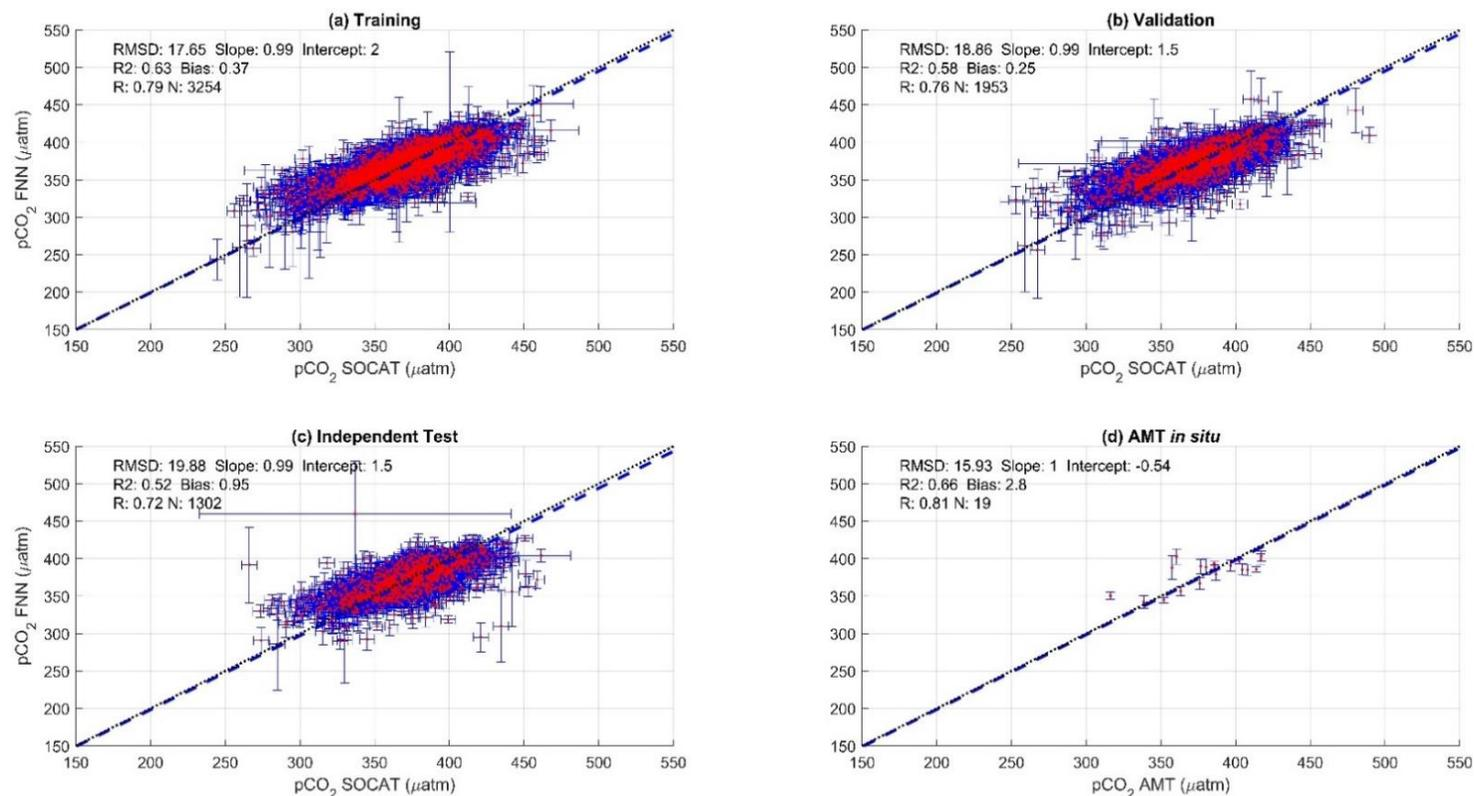 (a) Training
RMSD: 17.65 Slope: 0.99 Intercept: 2
R2: 0.63 Bias: 0.37
R: 0.79 N: 3254
550
500
450
400
350
300
250
200
150
pCO2 FNN (μatm)
150 200 250 300 350 400 450 500 550
pCO2 SOCAT (μatm)
(b) Validation
RMSD: 18.86 Slope: 0.99 Intercept: 1.5
R2: 0.58 Bias: 0.25
R: 0.76 N: 1953
550
500
450
400
350
300
250
200
150
150 200 250 300 350 400 450 500 550
pCO2 SOCAT (μatm)
(c) Independent Test
RMSD: 19.88 Slope: 0.99 Intercept: 1.5
R2: 0.52 Bias: 0.95
R: 0.72 N: 1302
550
500
450
400
350
300
250
200
150
pCO2 FNN (μatm)
150 200 250 300 350 400 450 500 550
pCO2 SOCAT (μatm)
(d) AMT in situ
RMSD: 15.93 Slope: 1 Intercept: -0.54
R2: 0.66 Bias: 2.8
R: 0.81 N: 19
550
500
450
400
350
300
250
200
150
150 200 250 300 350 400 450 500 550
pCO2 AMT (μatm)